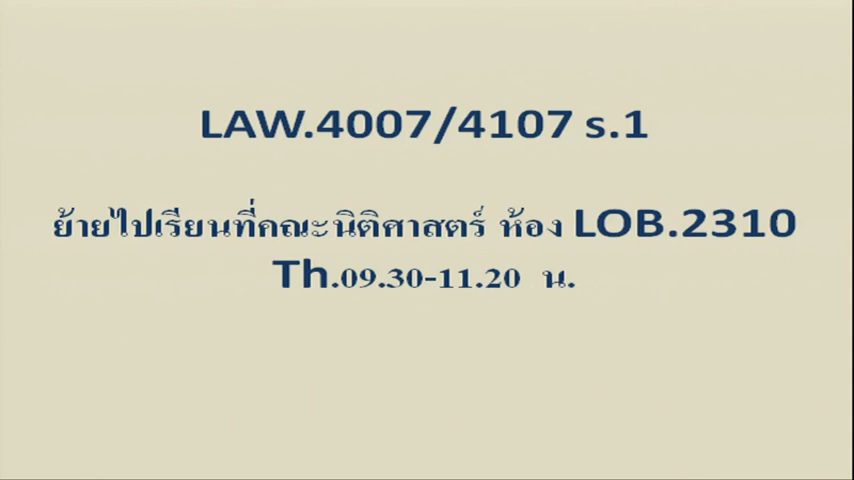 LAW.4007/4107 s.1
ย้ายไปเรียนที่คณะนิติศาสตร์ ห้อง LOB.2310
Th.09.30-11.20 น.